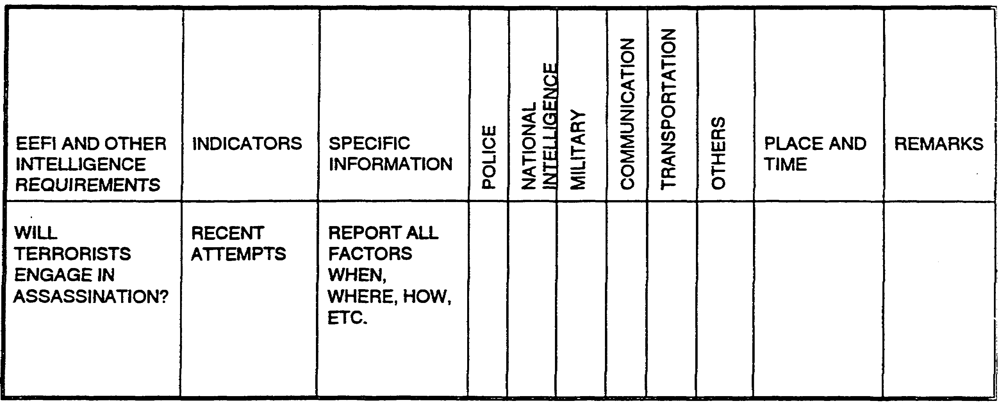 EEFI AND OTHER
INTELLIGENCE
REQUIREMENTS
INDICATORS
SPECIFIC
INFORMATION
POLICE
NATIONAL
INTELLIGENCE
MILITARY
COMMUNICATION
TRANSPORTATION
OTHERS
PLACE AND
TIME
REMARKS
WILL
TERRORISTS
ENGAGE IN
ASSASSINATION?
RECENT
ATTEMPTS
REPORT ALL
FACTORS
WHEN,
WHERE, HOW,
ETC.